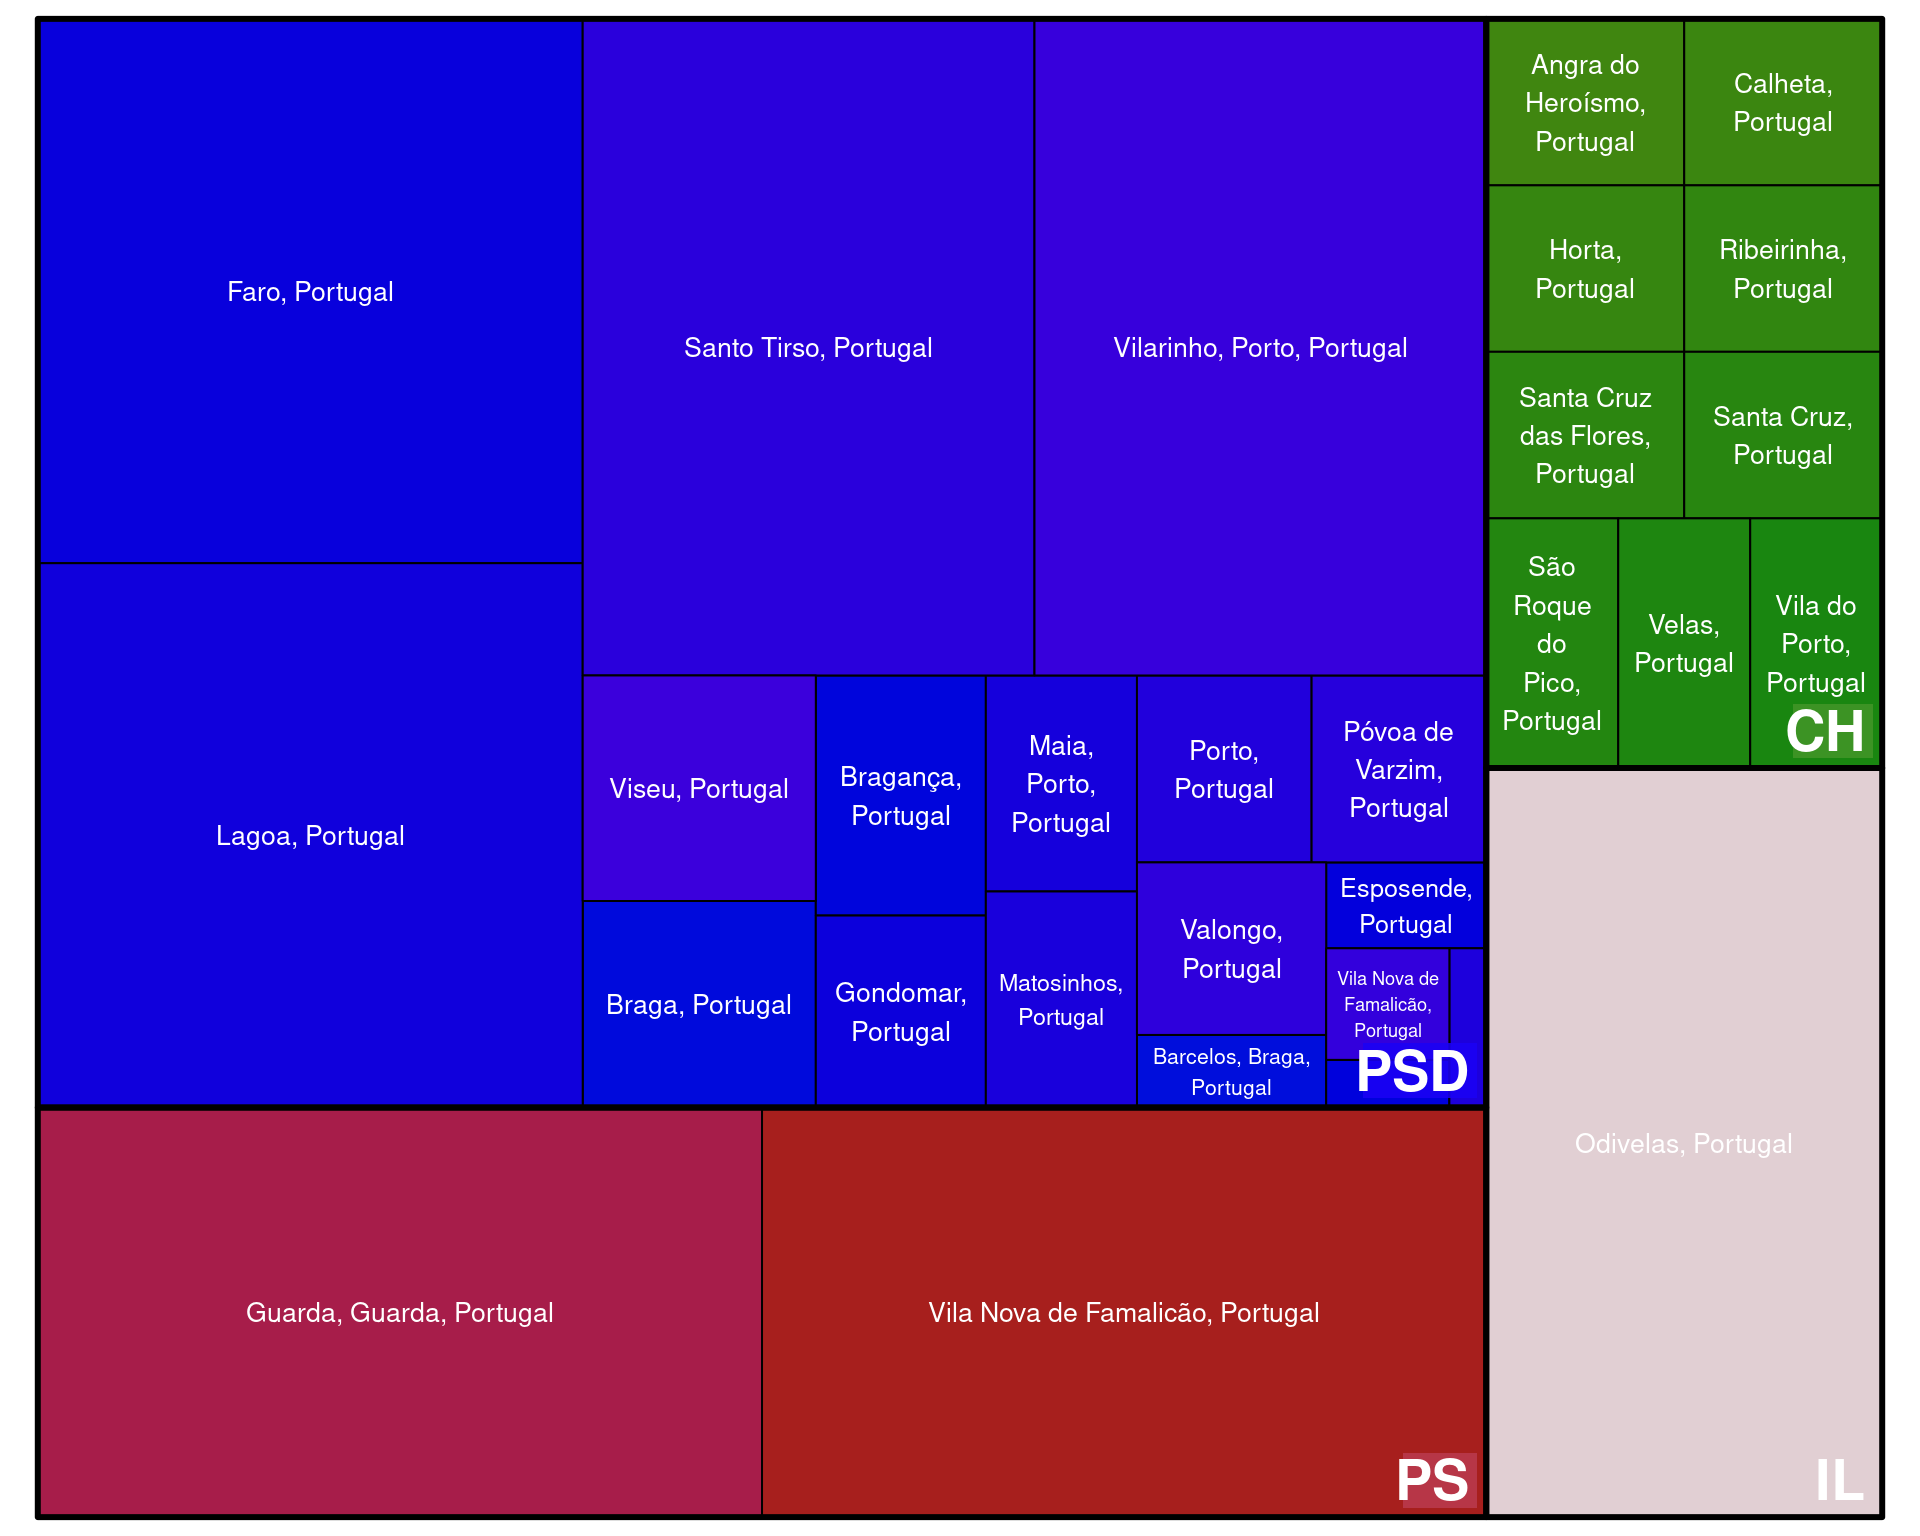 Faro, Portugal
Lagoa, Portugal
Santo Tirso, Portugal
Vilarinho, Porto, Portugal
Viseu, Portugal
Braga, Portugal
Bragança,
Portugal
Gondomar,
Portugal
Maia,
Porto,
Portugal
Matosinhos,
Portugal
Porto,
Portugal
Póvoa de
Varzim,
Portugal
Valongo,
Portugal
Barcelos, Braga,
Portugal
Esposende,
Portugal
Vila Nova de
Famalicão,
Portugal
PSD
Guarda, Guarda, Portugal
Vila Nova de Famalicão, Portugal
PS
Angra do
Heroísmo,
Portugal
Calheta,
Portugal
Horta,
Portugal
Ribeirinha,
Portugal
Santa Cruz
das Flores,
Portugal
Santa Cruz,
Portugal
São
Roque
do
Pico,
Portugal
Velas,
Portugal
Vila do
Porto,
Portugal
CH
Odivelas, Portugal
IL